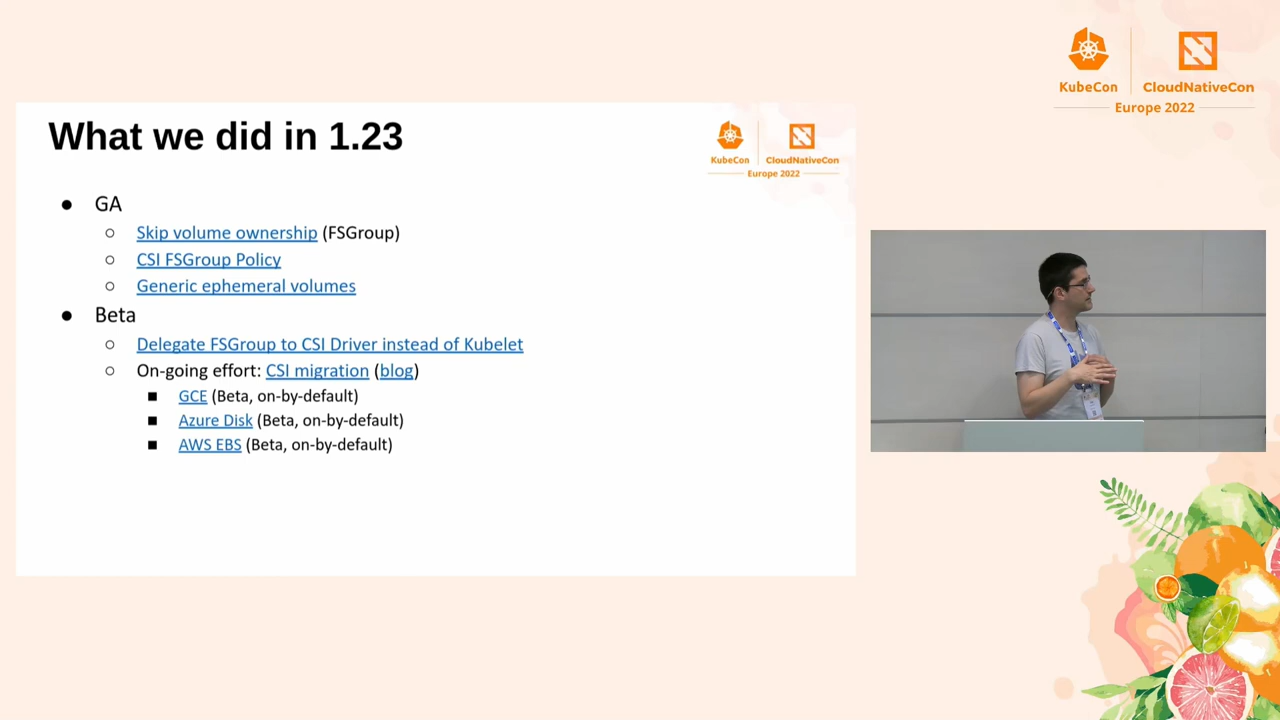 KubeCon
CloudNativeCon
Europe 2022
What we did in 1.23
KubeCon
CloudNativeCon
Europe 2022
● GA
○ Skip volume ownership (FSGroup)
○ CSI FSGroup Policy
○ Generic ephemeral volumes
● Beta
○ Delegate FSGroup to CSI Driver instead of Kubelet
○ On-going effort: CSI migration (blog)
■ GCE (Beta, on-by-default)
■ Azure Disk (Beta, on-by-default)
■ AWS EBS (Beta, on-by-default)